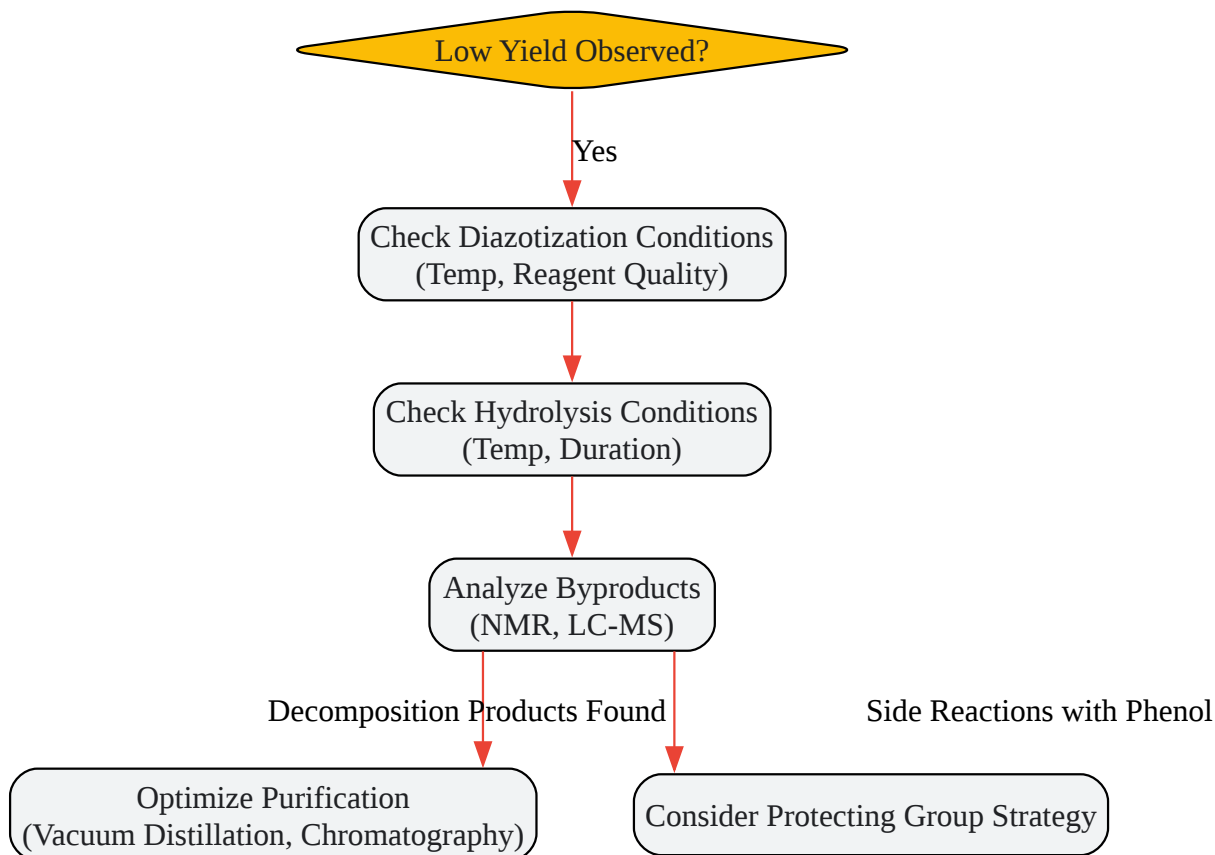 Low Yield Observed?
Yes
Check Diazotization Conditions
(Temp, Reagent Quality)
Check Hydrolysis Conditions
(Temp, Duration)
Analyze Byproducts
(NMR, LC-MS)
Decomposition Products Found
Side Reactions with Phenol
Optimize Purification
(Vacuum Distillation, Chromatography)
Consider Protecting Group Strategy